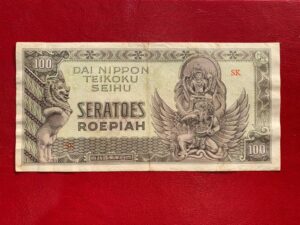 100
DAI NIPPON
TEIKOKU
SEIHU
SK
SERATOES
ROEPIAH
SK
100